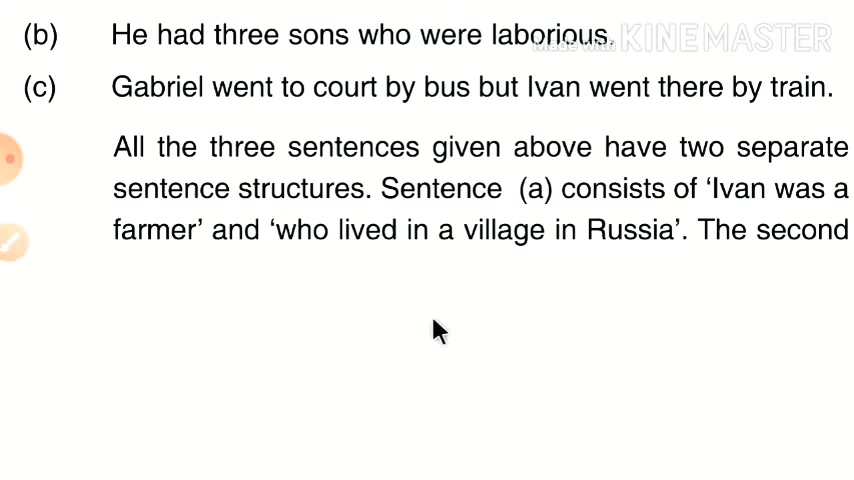 (b) He had three sons who were laborious.
Made with KINEMASTER
(c) Gabriel went to court by bus but Ivan went there by train.
All the three sentences given above have two separate
sentence structures. Sentence (a) consists of ‘Ivan was a
farmer’ and ‘who lived in a village in Russia’. The second